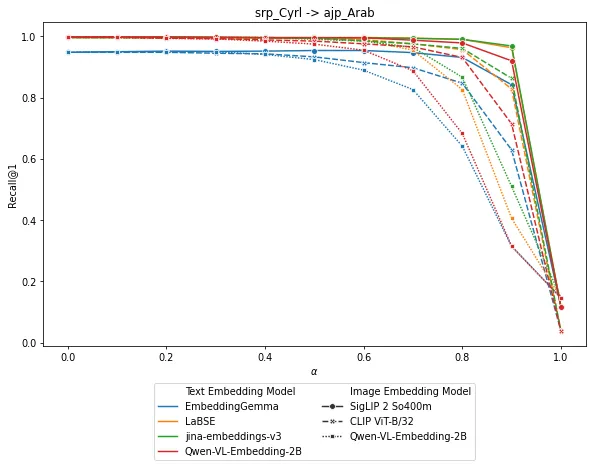 srp_Cyrl -> ajp_Arab
Recall@1
1.0
0.8
0.6
0.4
0.2
0.0
0.0 0.2 0.4 0.6 0.8 1.0
α
Text Embedding Model Image Embedding Model
EmbeddingGemma SigLIP 2 So400m
LaBSE CLIP ViT-B/32
jina-embeddings-v3 Qwen-VL-Embedding-2B
Qwen-VL-Embedding-2B